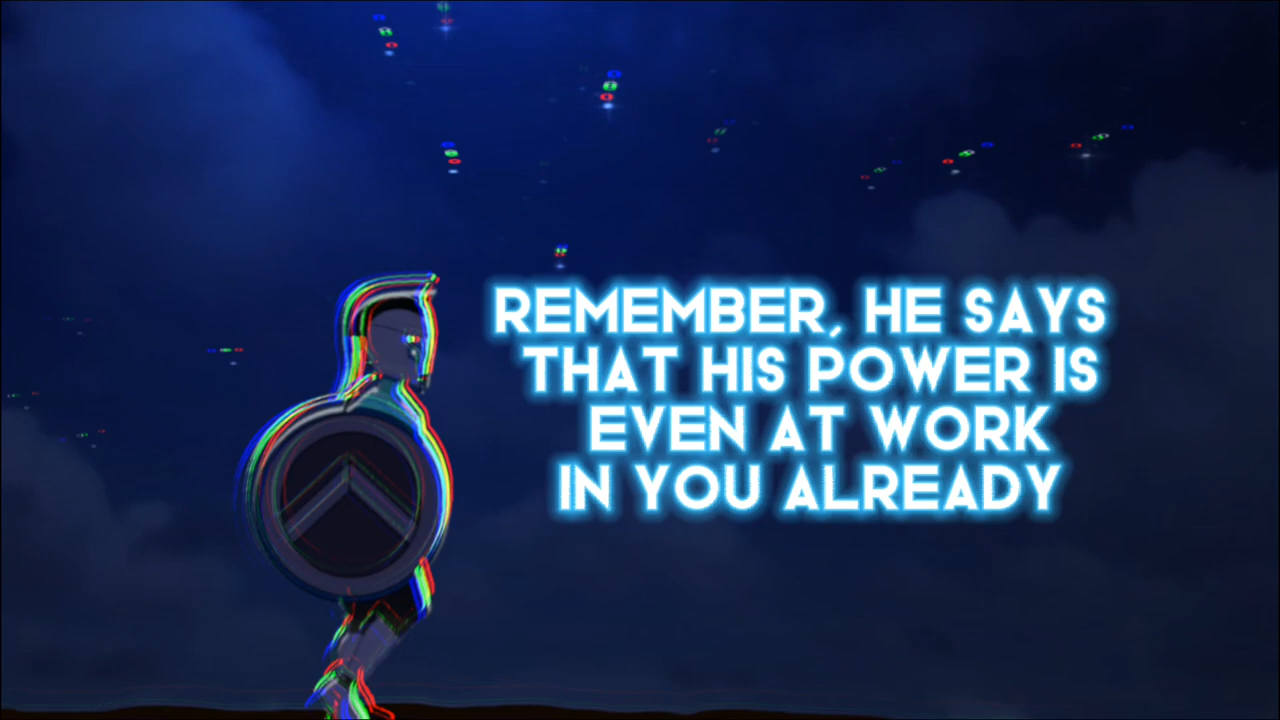 REMEMBER, HE SAYS
THAT HIS POWER IS
EVEN AT WORK
IN YOU ALREADY